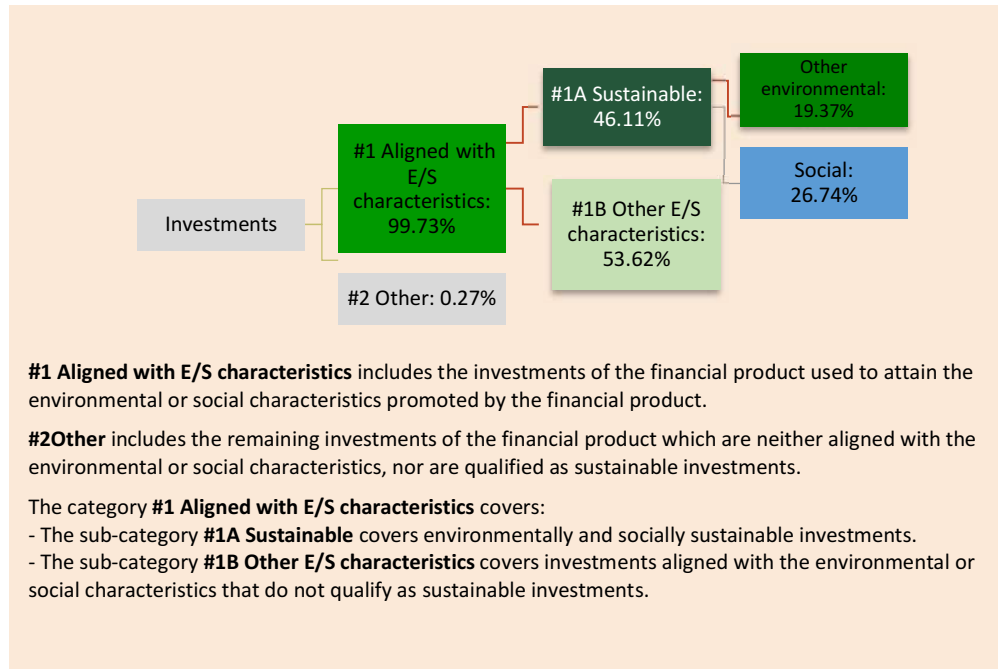 Investments
#1 Aligned with
E/S
characteristics:
99.73%
#2 Other: 0.27%
#1A Sustainable:
46.11%
#1B Other E/S
characteristics:
53.62%
Other
environmental:
19.37%
Social:
26.74%
#1 Aligned with E/S characteristics includes the investments of the financial product used to attain the
environmental or social characteristics promoted by the financial product.
#2Other includes the remaining investments of the financial product which are neither aligned with the
environmental or social characteristics, nor are qualified as sustainable investments.
The category #1 Aligned with E/S characteristics covers:
- The sub-category #1A Sustainable covers environmentally and socially sustainable investments.
- The sub-category #1B Other E/S characteristics covers investments aligned with the environmental or
social characteristics that do not qualify as sustainable investments.